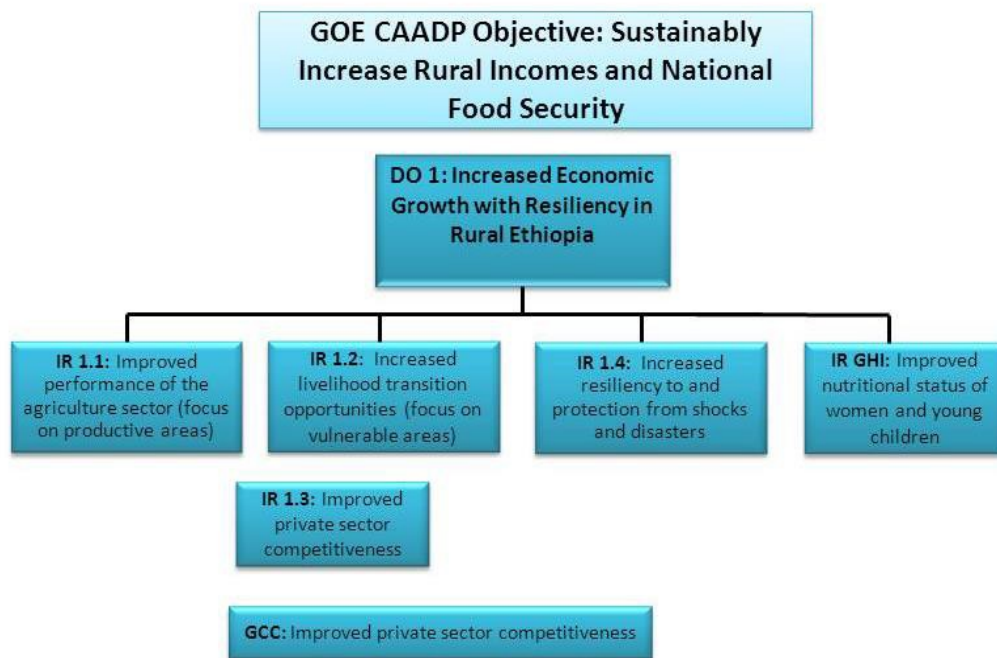 GOE CAADP Objective: Sustainably
Increase Rural Incomes and National
Food Security
DO 1: Increased Economic
Growth with Resiliency in
Rural Ethiopia
IR 1.1: Improved
performance of the
agriculture sector (focus
on productive areas)
IR 1.2: Increased
livelihood transition
opportunities (focus on
vulnerable areas)
IR 1.4: Increased
resiliency to and
protection from shocks
and disasters
IR GHI: Improved
nutritional status of
women and young
children
IR 1.3: Improved
private sector
competitiveness
GCC: Improved private sector competitiveness